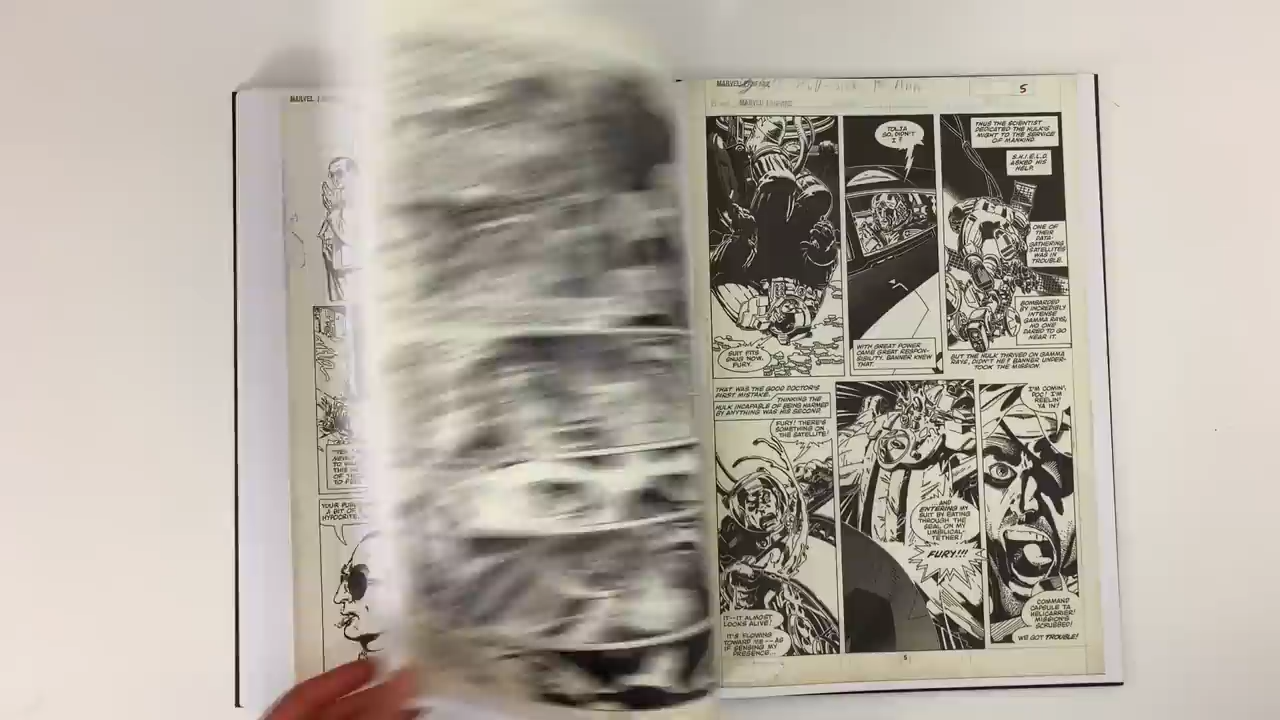 MARVEL
5
MARVEL FANFARE
TOLJA
SO, DIDN'T
I?
THUS THE SCIENTIST
DEDICATED THE HULK'S
MIGHT TO THE SERVICE
OF MANKIND.
S.H.I.E.L.D.
ASKED HIS
HELP.
ONE OF
THEIR
DATA-
GATHERING
SATELLITES
WAS IN
TROUBLE.
BOMBARDED
BY INCREDIBLY
INTENSE
GAMMA RAYS,
NO ONE
DARED TO GO
NEAR IT.
SUIT FITS
SNUG NOW,
FURY.
WITH GREAT POWER
CAME GREAT RESPON-
SIBILITY. BANNER KNEW
THAT.
BUT THE HULK THRIVED ON GAMMA
RAYS, DIDN'T HE? BANNER UNDER-
TOOK THE MISSION.
THAT WAS THE GOOD DOCTOR'S
FIRST MISTAKE.
THINKING THE
HULK INCAPABLE OF BEING HARMED
BY ANYTHING WAS HIS SECOND.
FURY! THERE'S
SOMETHING ON
THE SATELLITE!
IT--IT ALMOST
LOOKS ALIVE!
IT'S FLOWING
TOWARD ME--AS
IF SENSING MY
PRESENCE...
AND
ENTERING MY
SUIT BY EATING
THROUGH THE
SEAL ON MY
UMBILICAL
TETHER!
FURY!!!
I'M COMIN',
DOC! I'M
REELIN'
YA IN!
COMMAND
CAPSULE TA
HELICARRIER!
MISSION'S
SCRUBBED!
WE GOT TROUBLE!
5